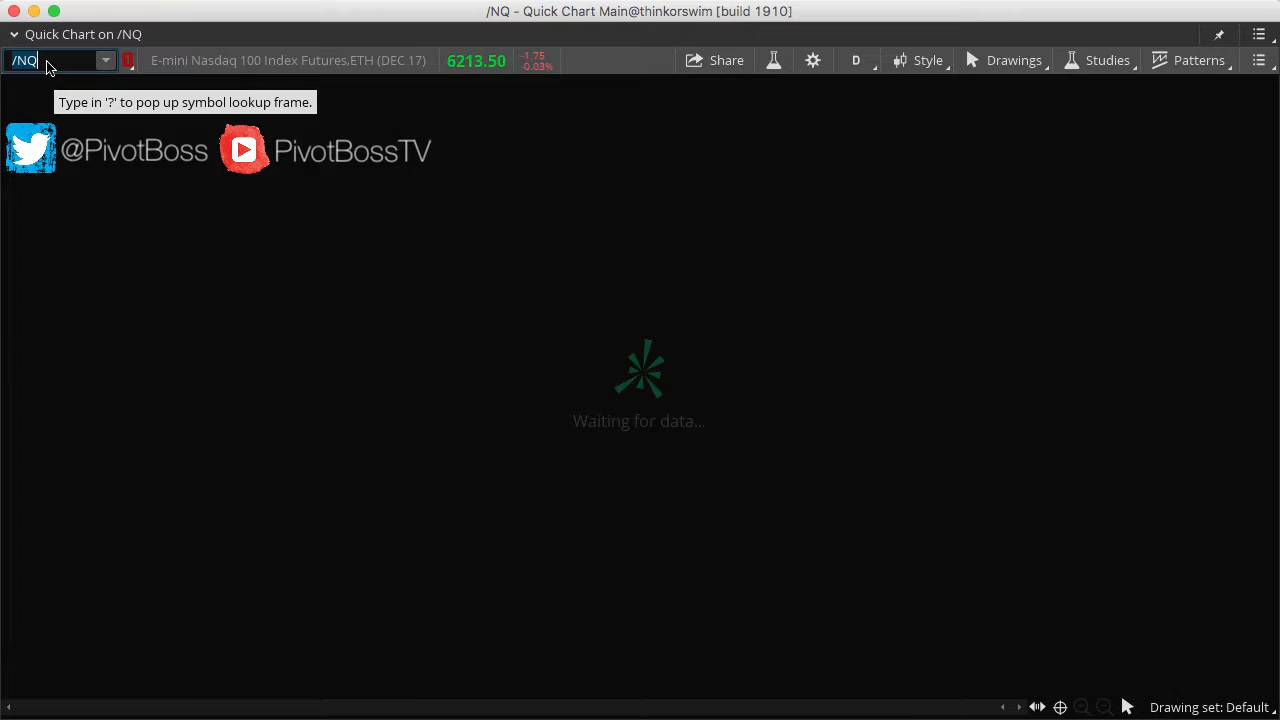 /NQ - Quick Chart Main@thinkorswim [build 1910]
Quick Chart on /NQ
/NQ
E-mini Nasdaq 100 Index Futures,ETH (DEC 17)
6213.50
-1.75
-0.03%
Share
D
Style
Drawings
Studies
Patterns
Type in '?' to pop up symbol lookup frame.
@PivotBoss
PivotBossTV
Waiting for data...
Drawing set: Default